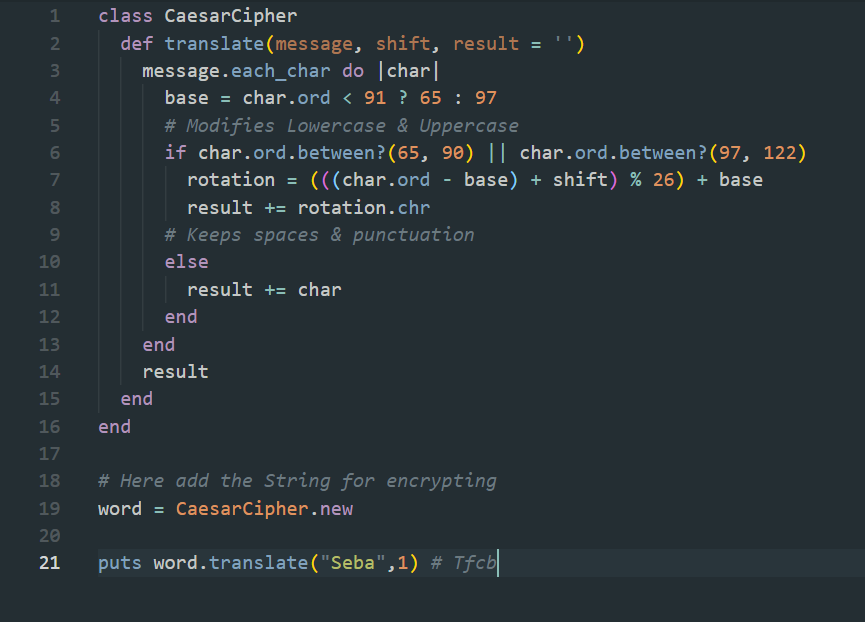 1 class CaesarCipher
2   def translate(message, shift, result = '')
3     message.each_char do |char|
4       base = char.ord < 91 ? 65 : 97
5       # Modifies Lowercase & Uppercase
6       if char.ord.between?(65, 90) || char.ord.between?(97, 122)
7         rotation = (((char.ord - base) + shift) % 26) + base
8         result += rotation.chr
9       # Keeps spaces & punctuation
10       else
11         result += char
12       end
13     end
14     result
15   end
16 end
17
18 # Here add the String for encrypting
19 word = CaesarCipher.new
20
21 puts word.translate("Seba",1) # Tfcb